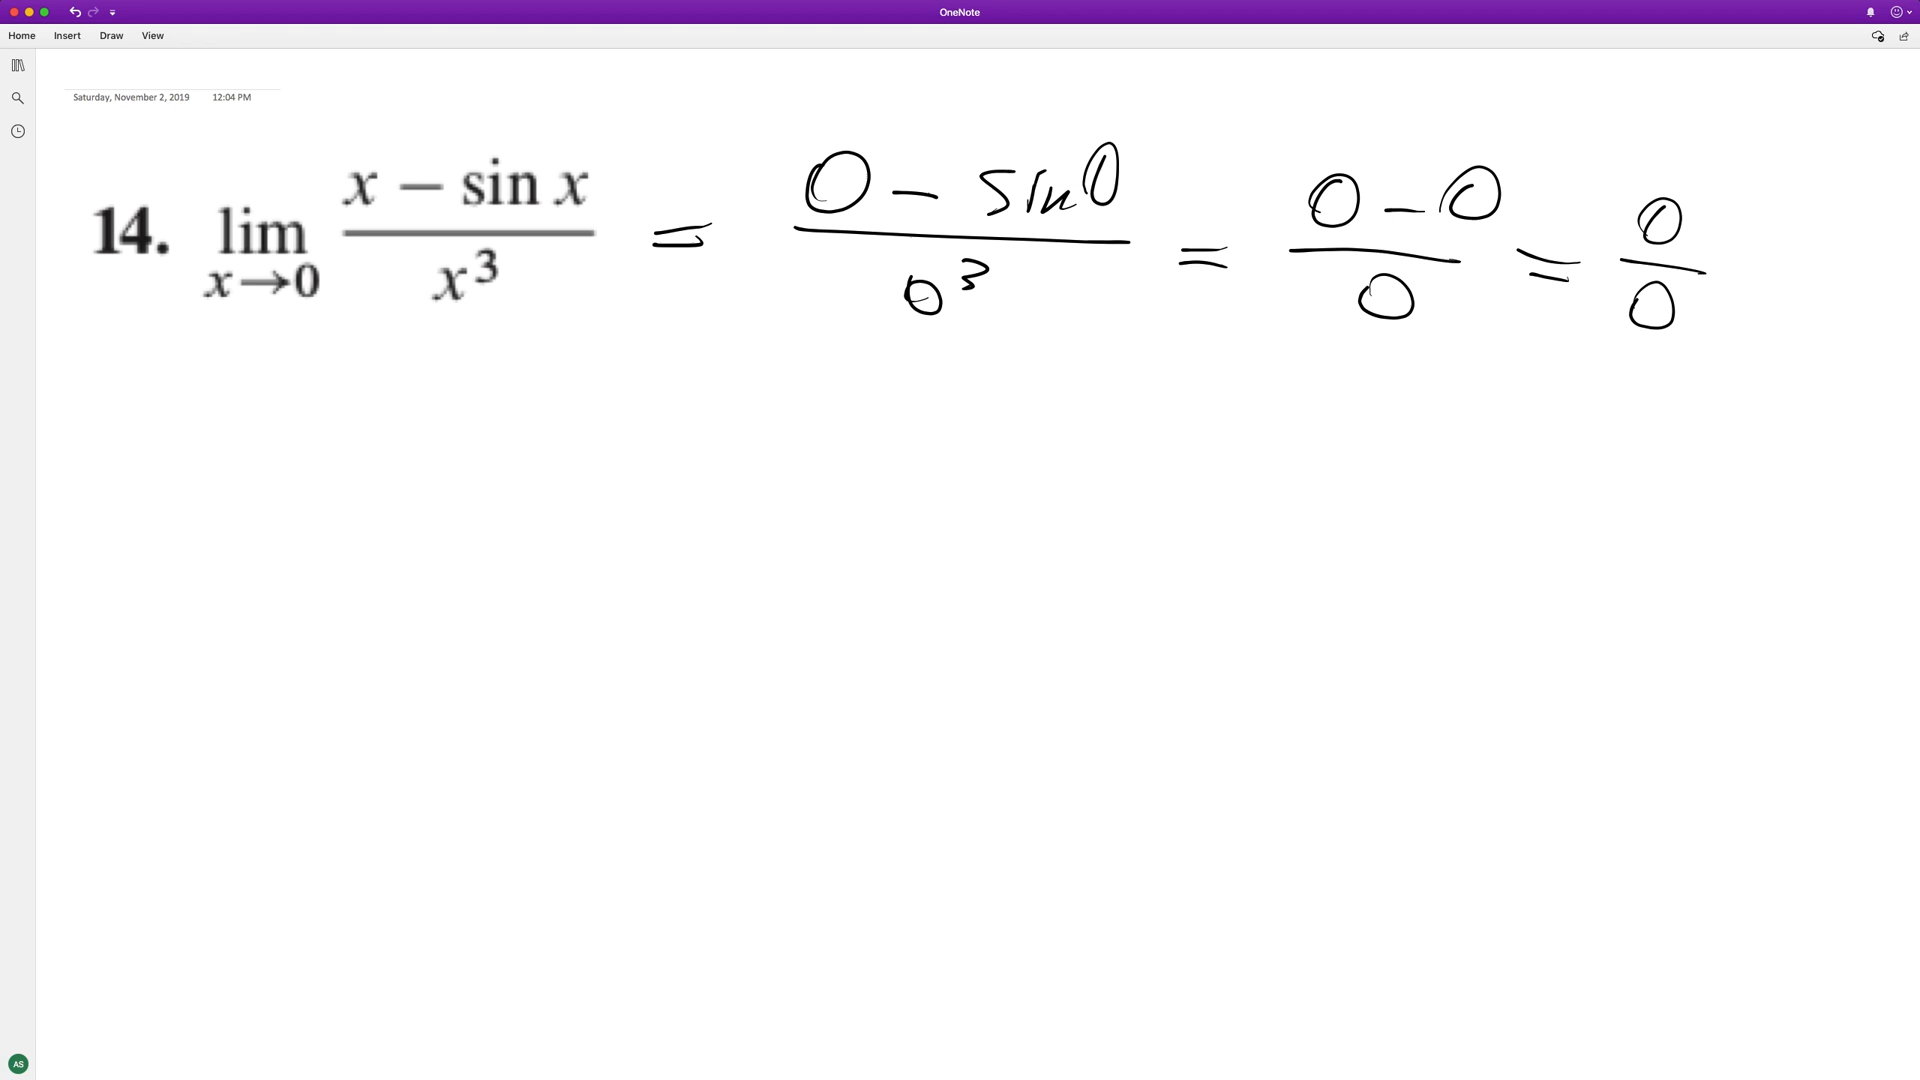 OneNote
Home Insert Draw View
Saturday, November 2, 2019 12:04 PM
14. lim x→0 (x − sin x)/x³ = (0 − sin 0)/0³ = (0 − 0)/0 = 0/0
AS